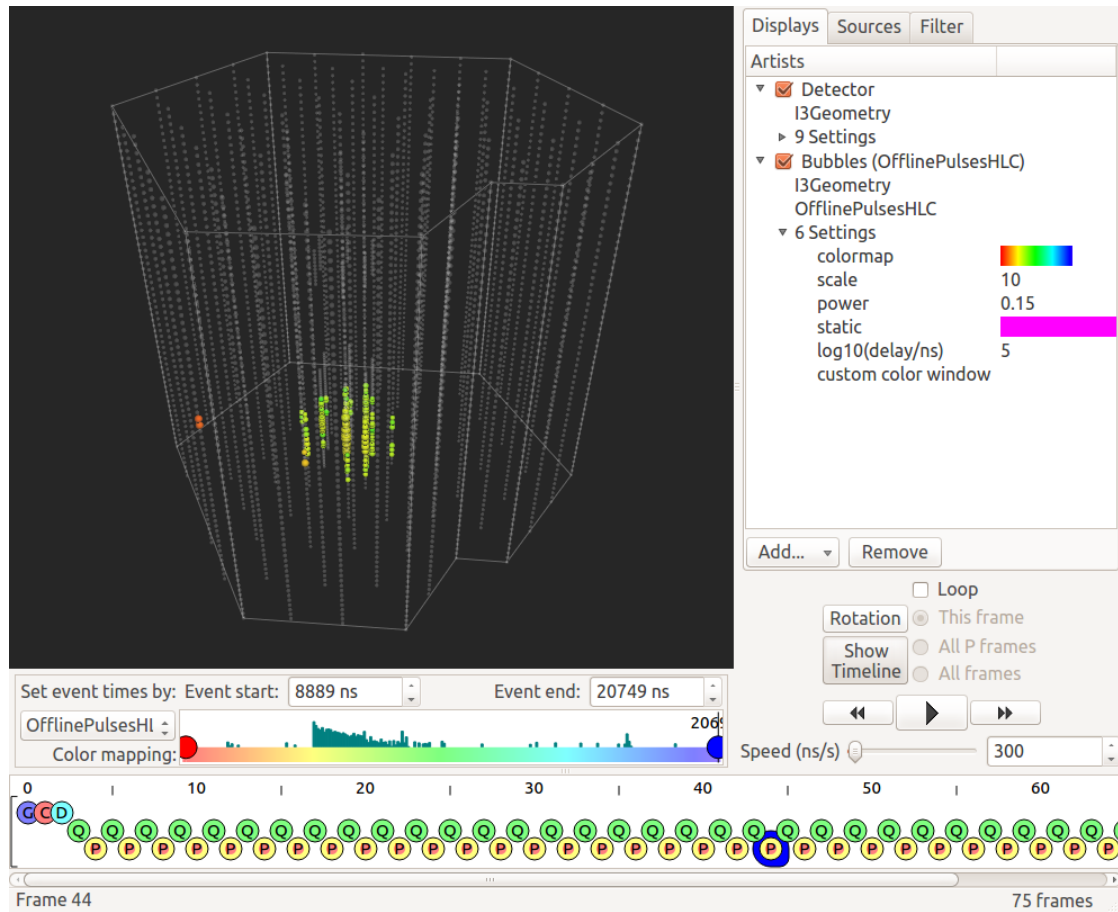 Displays Sources Filter
Artists
Detector
I3Geometry
9 Settings
Bubbles (OfflinePulsesHLC)
I3Geometry
OfflinePulsesHLC
6 Settings
colormap
scale 10
power 0.15
static
log10(delay/ns) 5
custom color window
Add... Remove
Loop
Rotation This frame
Show Timeline All P frames
All frames
Speed (ns/s) 300
Set event times by: Event start: 8889 ns Event end: 20749 ns
OfflinePulsesHL 2069
Color mapping:
0 10 20 30 40 50 60
G C D
Q Q Q Q Q Q Q Q Q Q Q Q Q Q Q Q Q Q Q Q Q Q Q Q Q Q Q Q Q Q Q Q
P P P P P P P P P P P P P P P P P P P P P P P P P P P P P P P
Frame 44 75 frames